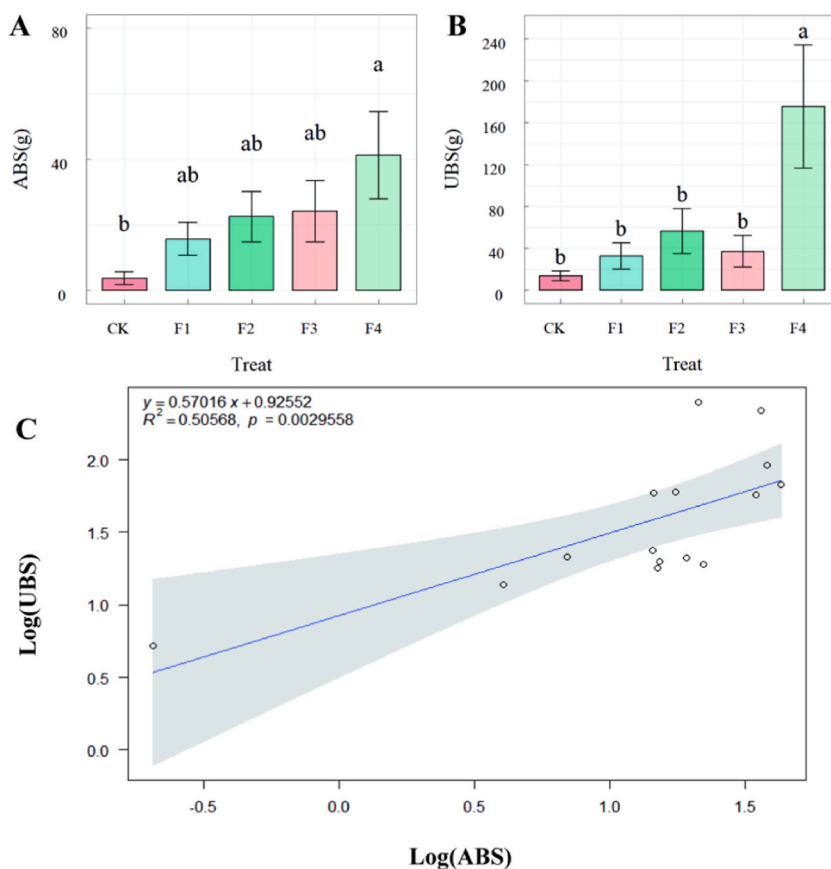 A
80
40
0
ABS(g)
b
ab
ab
ab
a
CK F1 F2 F3 F4
Treat
B
240
200
160
120
80
40
0
UBS(g)
b
b
b
b
a
CK F1 F2 F3 F4
Treat
C
y = 0.57016 x + 0.92552
R² = 0.50568, p = 0.0029558
2.0
1.5
1.0
0.5
0.0
Log(UBS)
-0.5 0.0 0.5 1.0 1.5
Log(ABS)